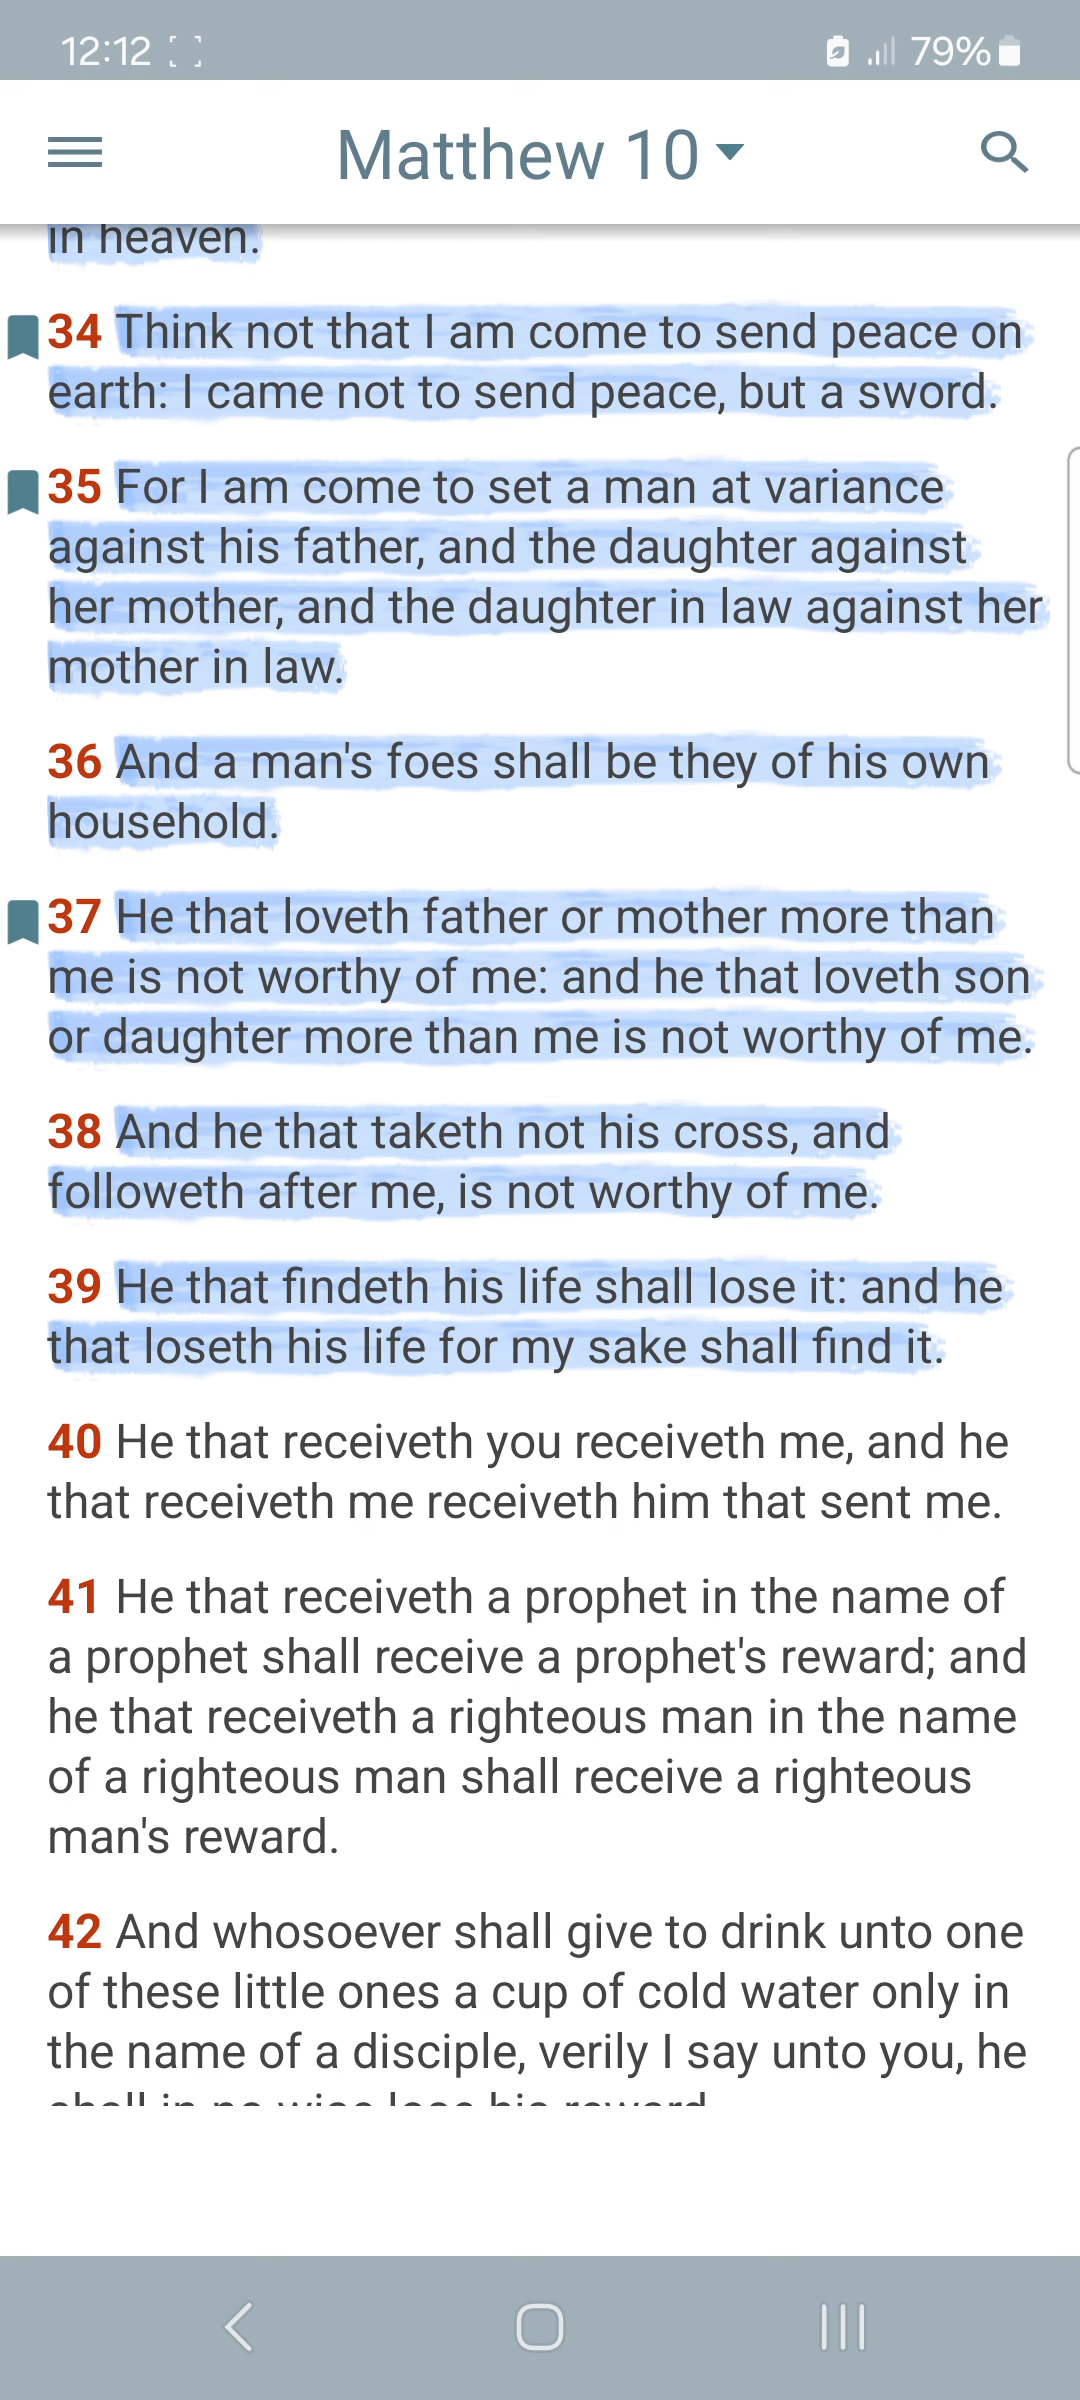 12:12
79%
Matthew 10
in heaven.
34 Think not that I am come to send peace on
earth: I came not to send peace, but a sword.
35 For I am come to set a man at variance
against his father, and the daughter against
her mother, and the daughter in law against her
mother in law.
36 And a man's foes shall be they of his own
household.
37 He that loveth father or mother more than
me is not worthy of me: and he that loveth son
or daughter more than me is not worthy of me.
38 And he that taketh not his cross, and
followeth after me, is not worthy of me.
39 He that findeth his life shall lose it: and he
that loseth his life for my sake shall find it.
40 He that receiveth you receiveth me, and he
that receiveth me receiveth him that sent me.
41 He that receiveth a prophet in the name of
a prophet shall receive a prophet's reward; and
he that receiveth a righteous man in the name
of a righteous man shall receive a righteous
man's reward.
42 And whosoever shall give to drink unto one
of these little ones a cup of cold water only in
the name of a disciple, verily I say unto you, he
shall in no wise lose his reward.